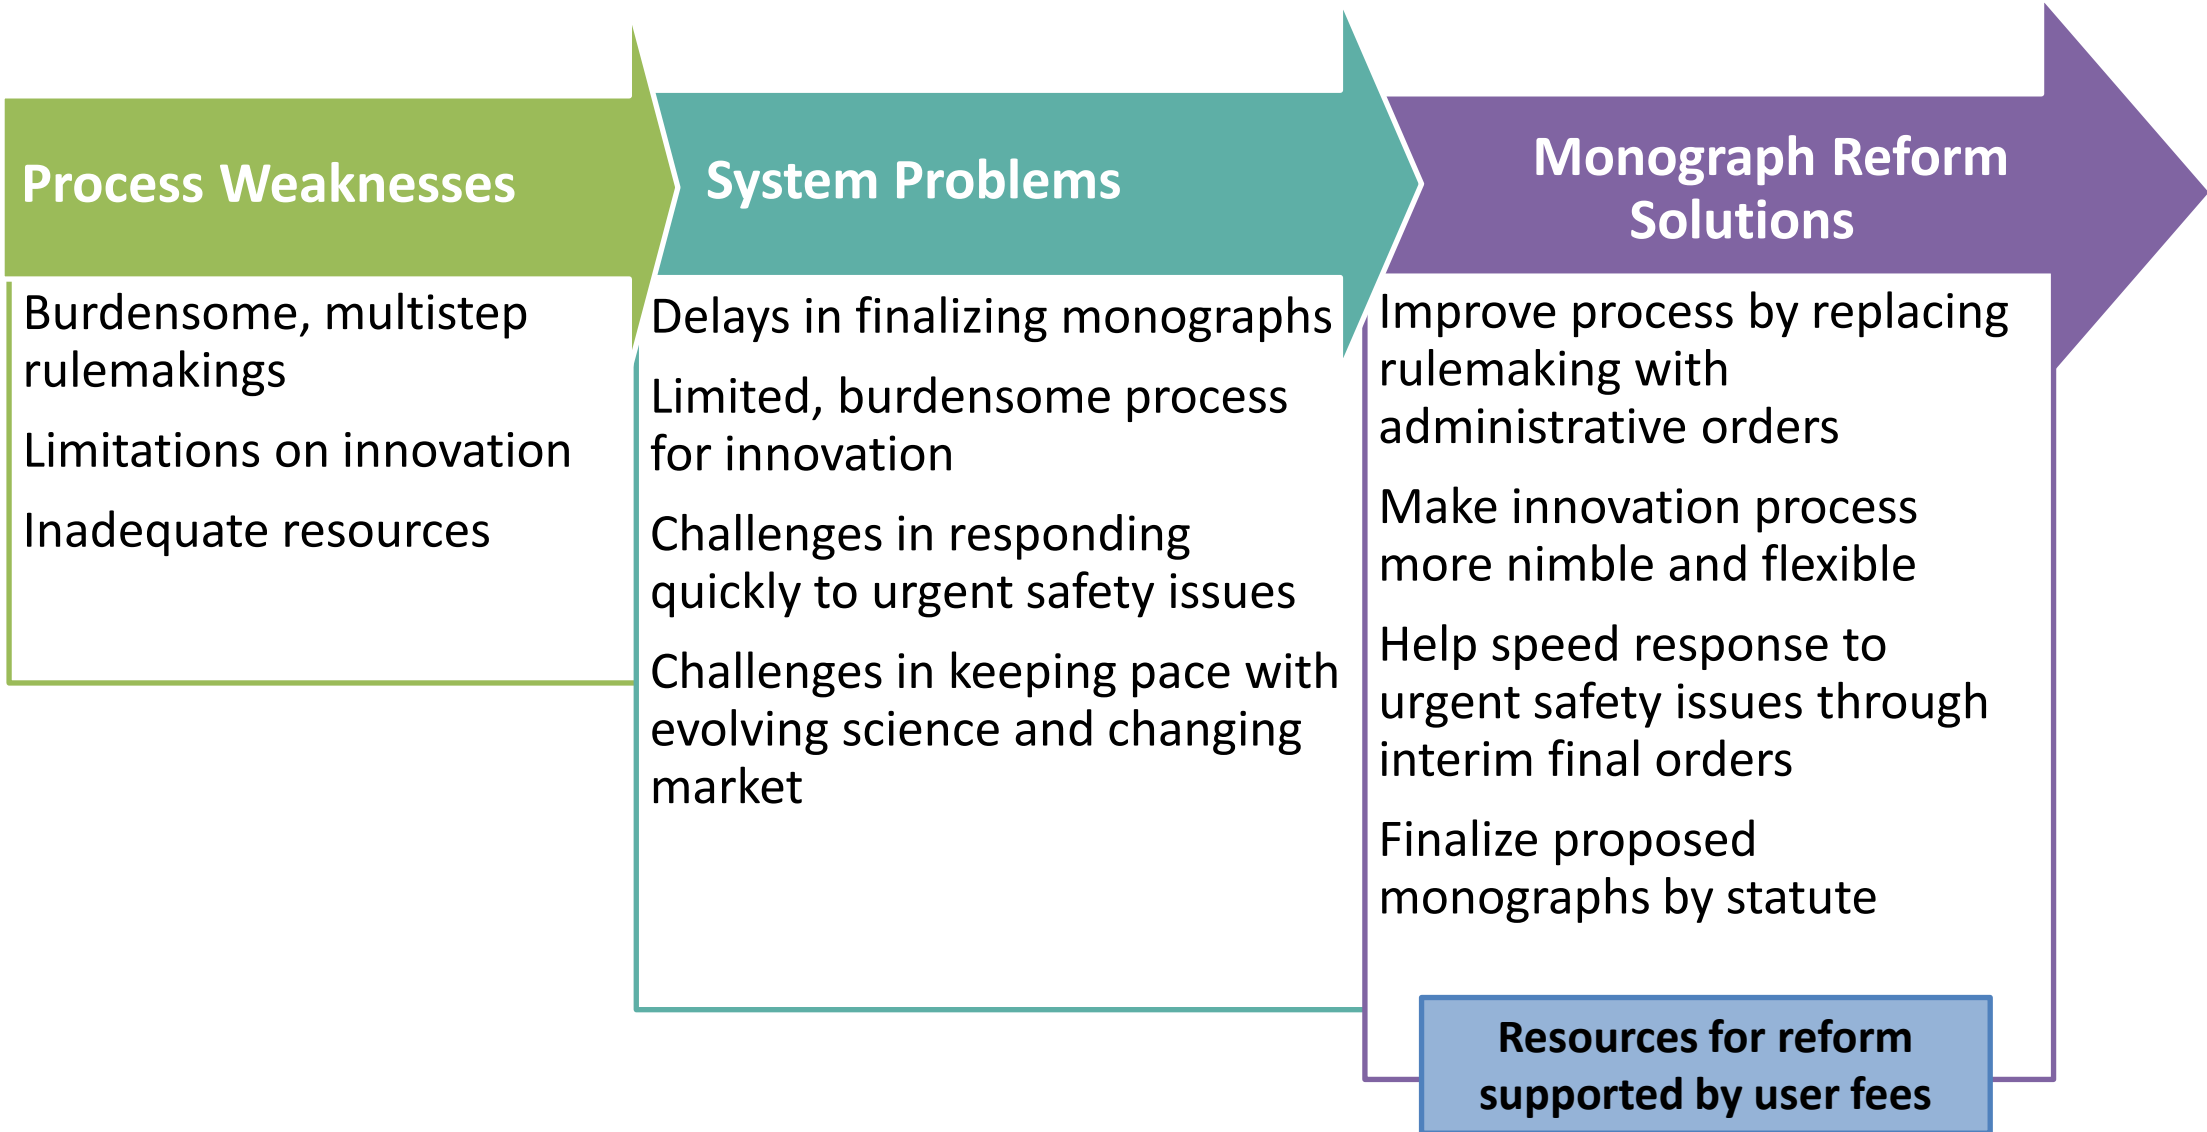 Process Weaknesses
Burdensome, multistep
rulemakings
Limitations on innovation
Inadequate resources
System Problems
Delays in finalizing monographs
Limited, burdensome process
for innovation
Challenges in responding
quickly to urgent safety issues
Challenges in keeping pace with
evolving science and changing
market
Monograph Reform
Solutions
Improve process by replacing
rulemaking with
administrative orders
Make innovation process
more nimble and flexible
Help speed response to
urgent safety issues through
interim final orders
Finalize proposed
monographs by statute
Resources for reform
supported by user fees